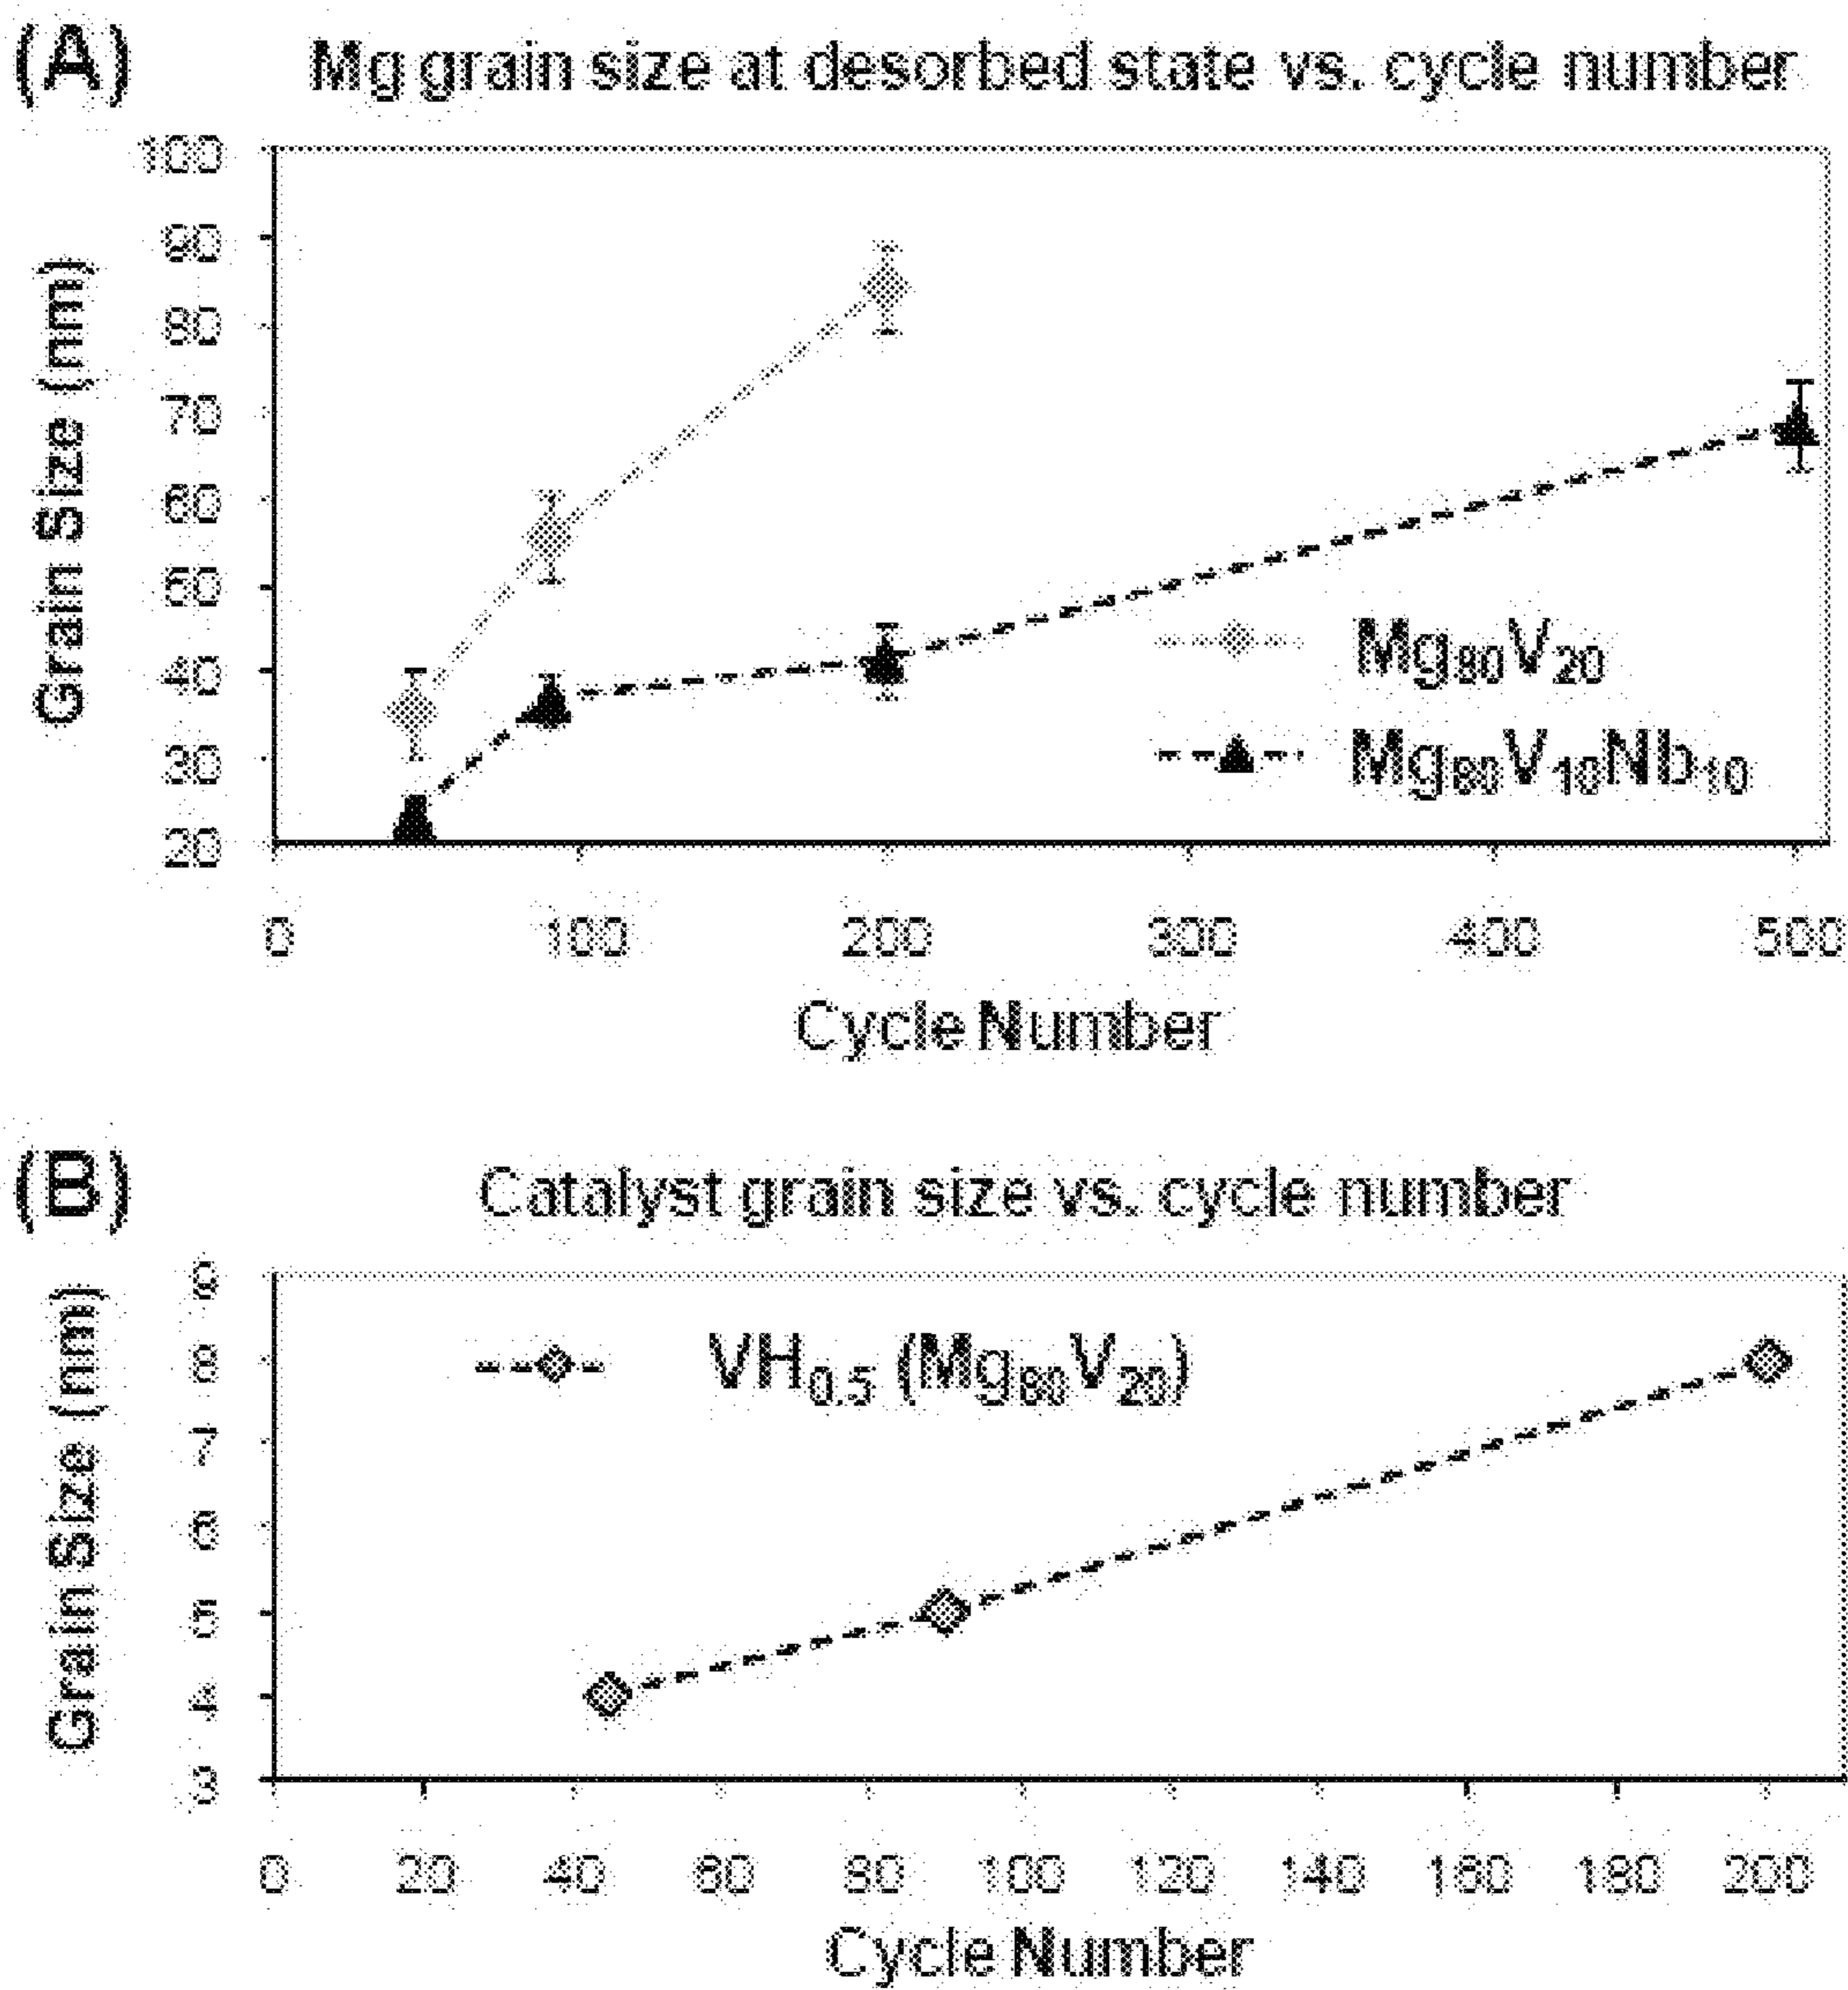 (A)
Mg grain size at desorbed state vs. cycle number
100
90
80
70
60
50
40
30
20
Grain Size (nm)
Mg₈₀V₂₀
Mg₈₀V₁₀Nb₁₀
0 100 200 300 400 500
Cycle Number
(B)
Catalyst grain size vs. cycle number
9
8
7
6
5
4
3
Grain Size (nm)
VH₀.₅ (Mg₈₀V₂₀)
0 20 40 60 80 100 120 140 160 180 200
Cycle Number